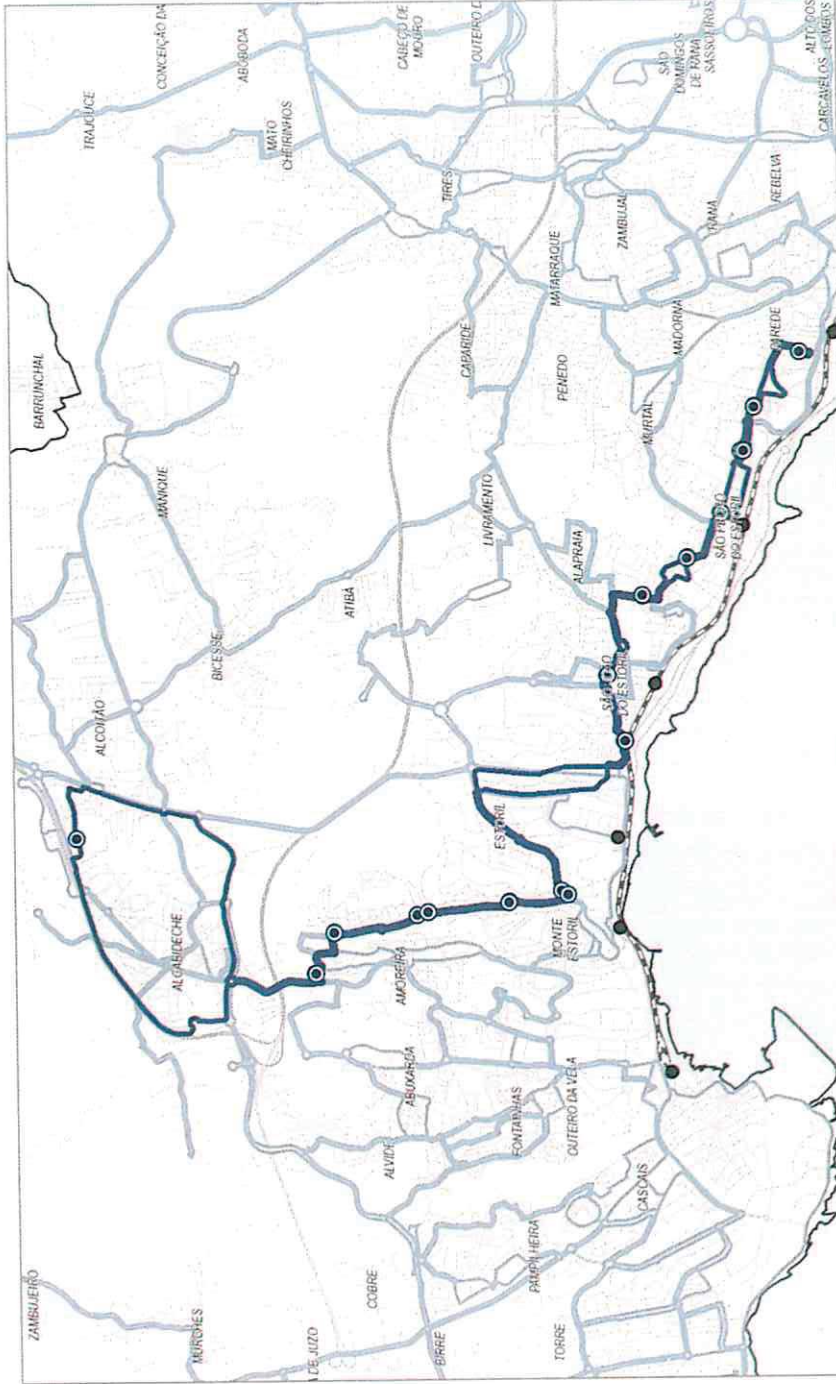 ZAMBUJEIRO
MURCHES
A DE JUZO
COBRE
BIRRE
TORRE
PAMPILHEIRA
CASCAIS
ALVIDE
FONTAINHAS
OUTEIRO DA VELA
ABUXARDA
AMOREIRA
MONTE
ESTORIL
ALCABIDECHE
ESTORIL
ALCOITÃO
BICESSE
ATIBÁ
SÃO JOÃO
DO ESTORIL
ALAPRAIA
LIVRAMENTO
MANIQUE
BARRUNCHAL
SÃO PEDRO
DO ESTORIL
MURTAL
PENEDO
CAPARIDE
MADORNA
PAREDE
MATARRAQUE
TIRES
ZAMBUJAL
RANA
REBELVA
MATO
CHEIRINHOS
TRAJOUCE
CONCEIÇÃO DA
ABOBODA
CABEÇO DE
MOURO
OUTEIRO D
SÃO
DOMINGOS
DE RANA
SASSOEIROS
CARCAVELOS
ALTO DOS
LOMBOS